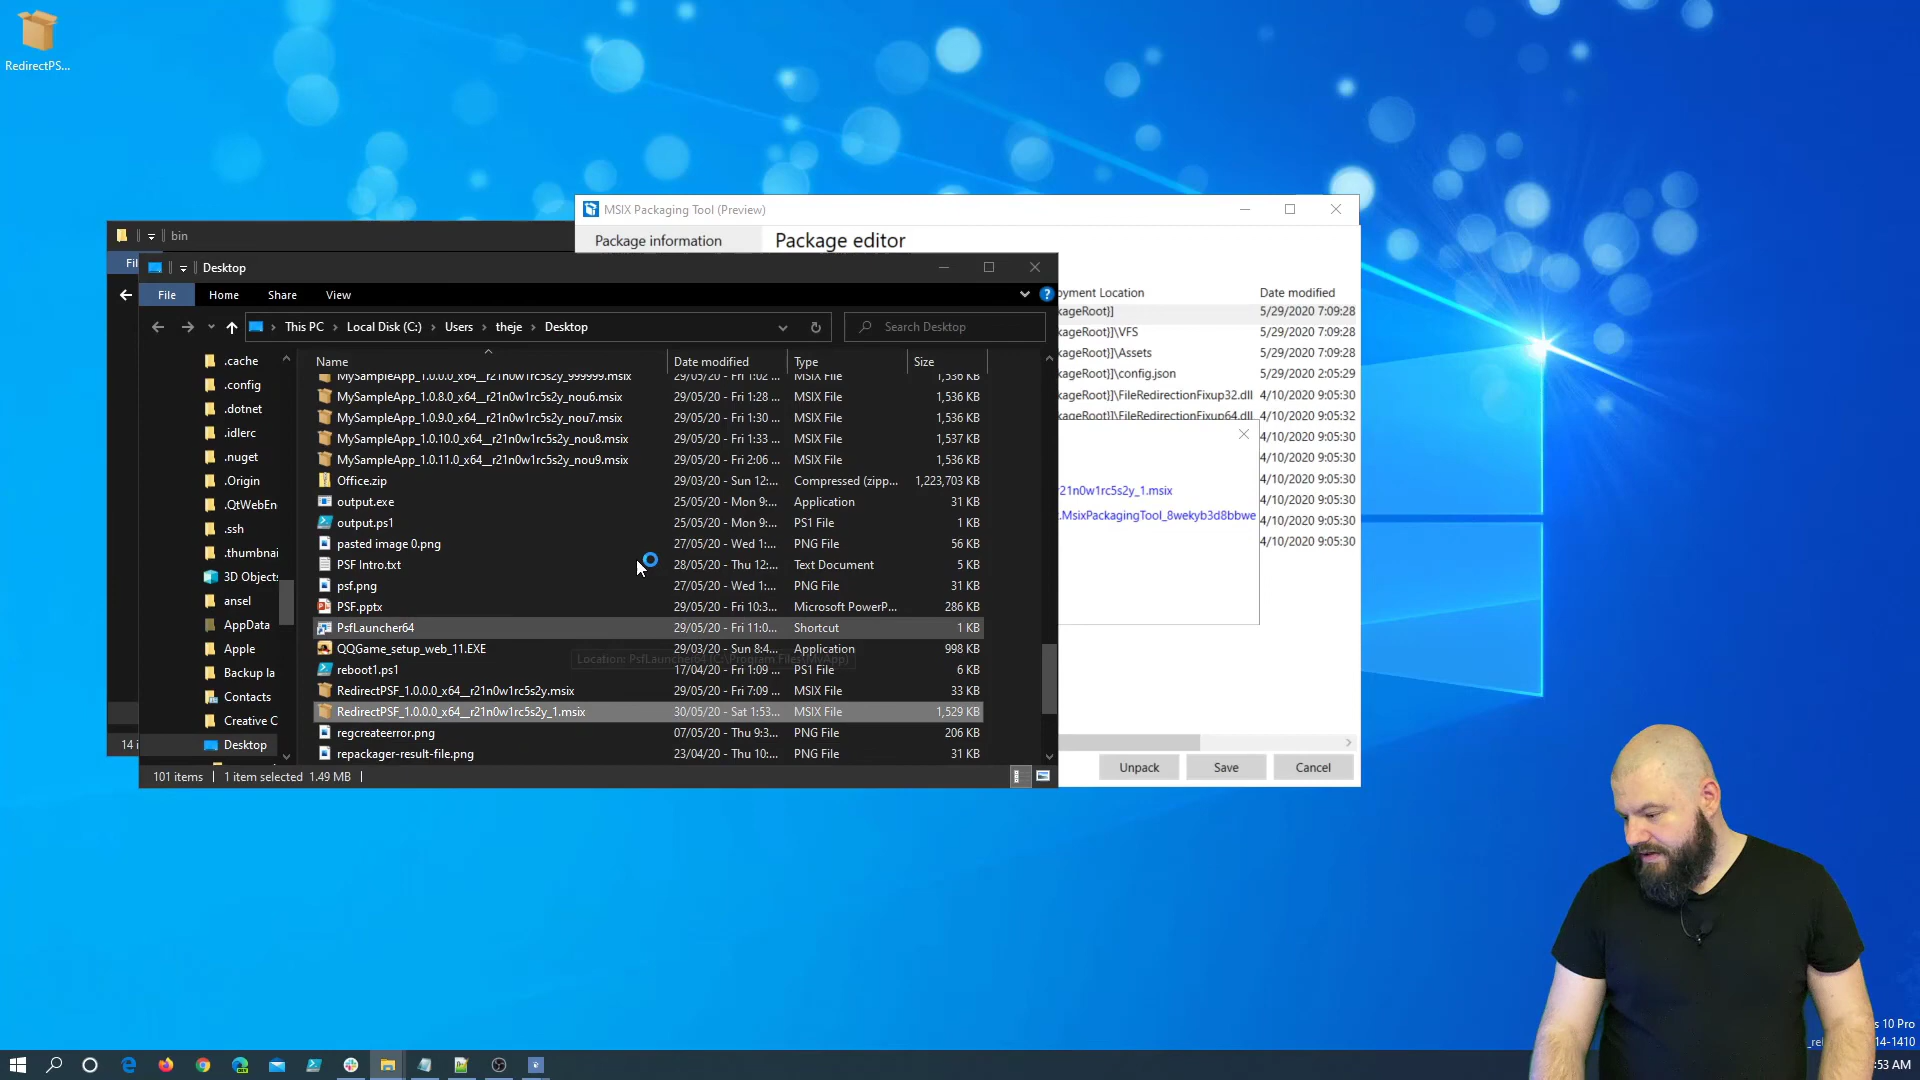 RedirectPS...
MSIX Packaging Tool (Preview)
Package information
Package editor
bin
Fil
Desktop
File
Home
Share
View
This PC
Local Disk (C:)
Users
theje
Desktop
Search Desktop
Name
Date modified
Type
Size
.cache
.config
.dotnet
.idlerc
.nuget
.Origin
.QtWebEn
.ssh
.thumbnai
3D Objects
ansel
AppData
Apple
Backup la
Contacts
Creative C
Desktop
MySampleApp_1.0.0.0_x64__r21n0w1rc5s2y_999999.msix 29/05/20 - Fri 1:02 ... MSIX File 1,536 KB
MySampleApp_1.0.8.0_x64__r21n0w1rc5s2y_nou6.msix 29/05/20 - Fri 1:28 ... MSIX File 1,536 KB
MySampleApp_1.0.9.0_x64__r21n0w1rc5s2y_nou7.msix 29/05/20 - Fri 1:30 ... MSIX File 1,536 KB
MySampleApp_1.0.10.0_x64__r21n0w1rc5s2y_nou8.msix 29/05/20 - Fri 1:33 ... MSIX File 1,537 KB
MySampleApp_1.0.11.0_x64__r21n0w1rc5s2y_nou9.msix 29/05/20 - Fri 2:06 ... MSIX File 1,536 KB
Office.zip 29/03/20 - Sun 12:... Compressed (zipp... 1,223,703 KB
output.exe 25/05/20 - Mon 9:... Application 31 KB
output.ps1 25/05/20 - Mon 9:... PS1 File 1 KB
pasted image 0.png 27/05/20 - Wed 1:... PNG File 56 KB
PSF Intro.txt 28/05/20 - Thu 12:... Text Document 5 KB
psf.png 27/05/20 - Wed 1:... PNG File 31 KB
PSF.pptx 29/05/20 - Fri 10:3... Microsoft PowerP... 286 KB
PsfLauncher64 29/05/20 - Fri 11:0... Shortcut 1 KB
QQGame_setup_web_11.EXE 29/03/20 - Sun 8:4... Application 998 KB
Location: PsfLauncher64 (C:\Program Files\MyApp)
reboot1.ps1 17/04/20 - Fri 1:09 ... PS1 File 6 KB
RedirectPSF_1.0.0.0_x64__r21n0w1rc5s2y.msix 29/05/20 - Fri 7:09 ... MSIX File 33 KB
RedirectPSF_1.0.0.0_x64__r21n0w1rc5s2y_1.msix 30/05/20 - Sat 1:53... MSIX File 1,529 KB
regcreateerror.png 07/05/20 - Thu 9:3... PNG File 206 KB
repackager-result-file.png 23/04/20 - Thu 10:... PNG File 31 KB
14 i
101 items
1 item selected 1.49 MB
oyment Location
Date modified
kageRoot]] 5/29/2020 7:09:28
kageRoot]]\VFS 5/29/2020 7:09:28
kageRoot]]\Assets 5/29/2020 7:09:28
kageRoot]]\config.json 5/29/2020 2:05:29
kageRoot]]\FileRedirectionFixup32.dll 4/10/2020 9:05:30
kageRoot]]\FileRedirectionFixup64.dll 4/10/2020 9:05:32
4/10/2020 9:05:30
4/10/2020 9:05:30
4/10/2020 9:05:30
4/10/2020 9:05:30
4/10/2020 9:05:30
4/10/2020 9:05:30
r21n0w1rc5s2y_1.msix
.MsixPackagingTool_8wekyb3d8bbwe
Unpack
Save
Cancel
s 10 Pro
14-1410
:53 AM